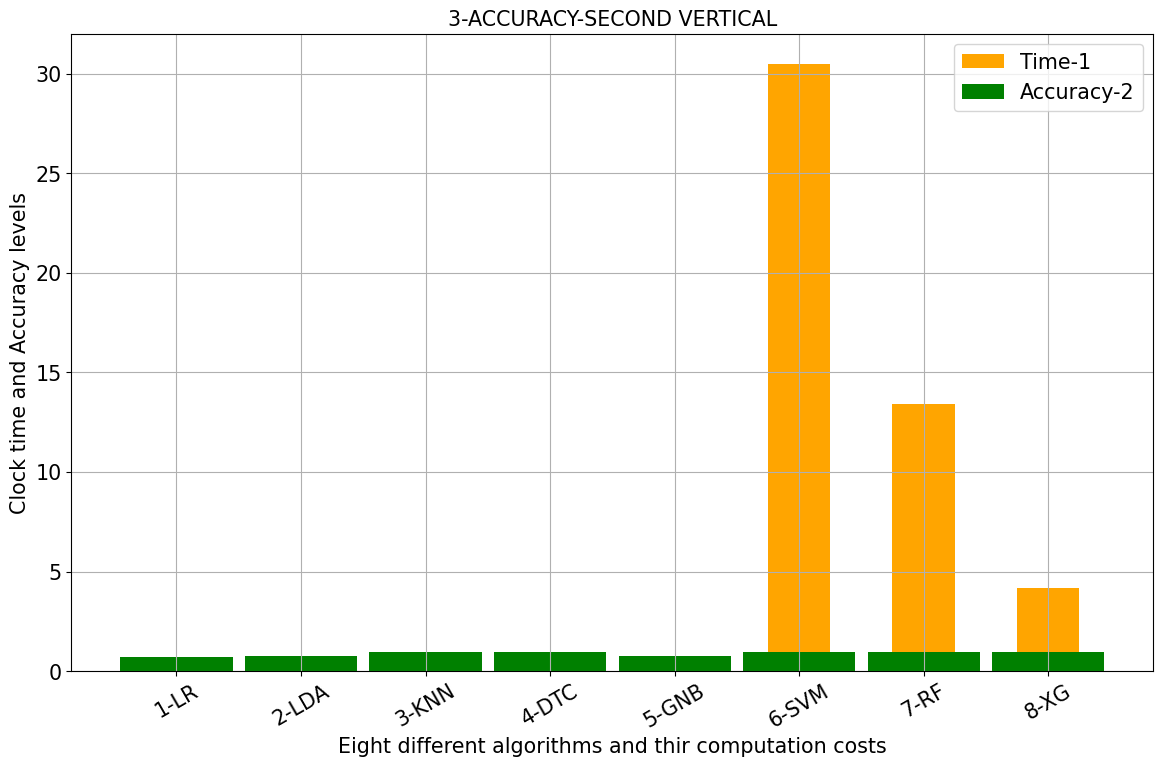 3-ACCURACY-SECOND VERTICAL
Time-1
Accuracy-2
Clock time and Accuracy levels
30
25
20
15
10
5
0
1-LR
2-LDA
3-KNN
4-DTC
5-GNB
6-SVM
7-RF
8-XG
Eight different algorithms and thir computation costs